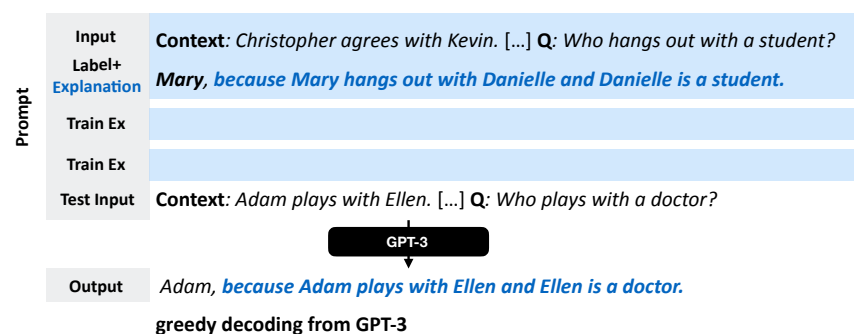 Prompt
Input
Context: Christopher agrees with Kevin. […] Q: Who hangs out with a student?
Label+
Explanation
Mary, because Mary hangs out with Danielle and Danielle is a student.
Train Ex
Train Ex
Test Input
Context: Adam plays with Ellen. […] Q: Who plays with a doctor?
GPT-3
Output
Adam, because Adam plays with Ellen and Ellen is a doctor.
greedy decoding from GPT-3